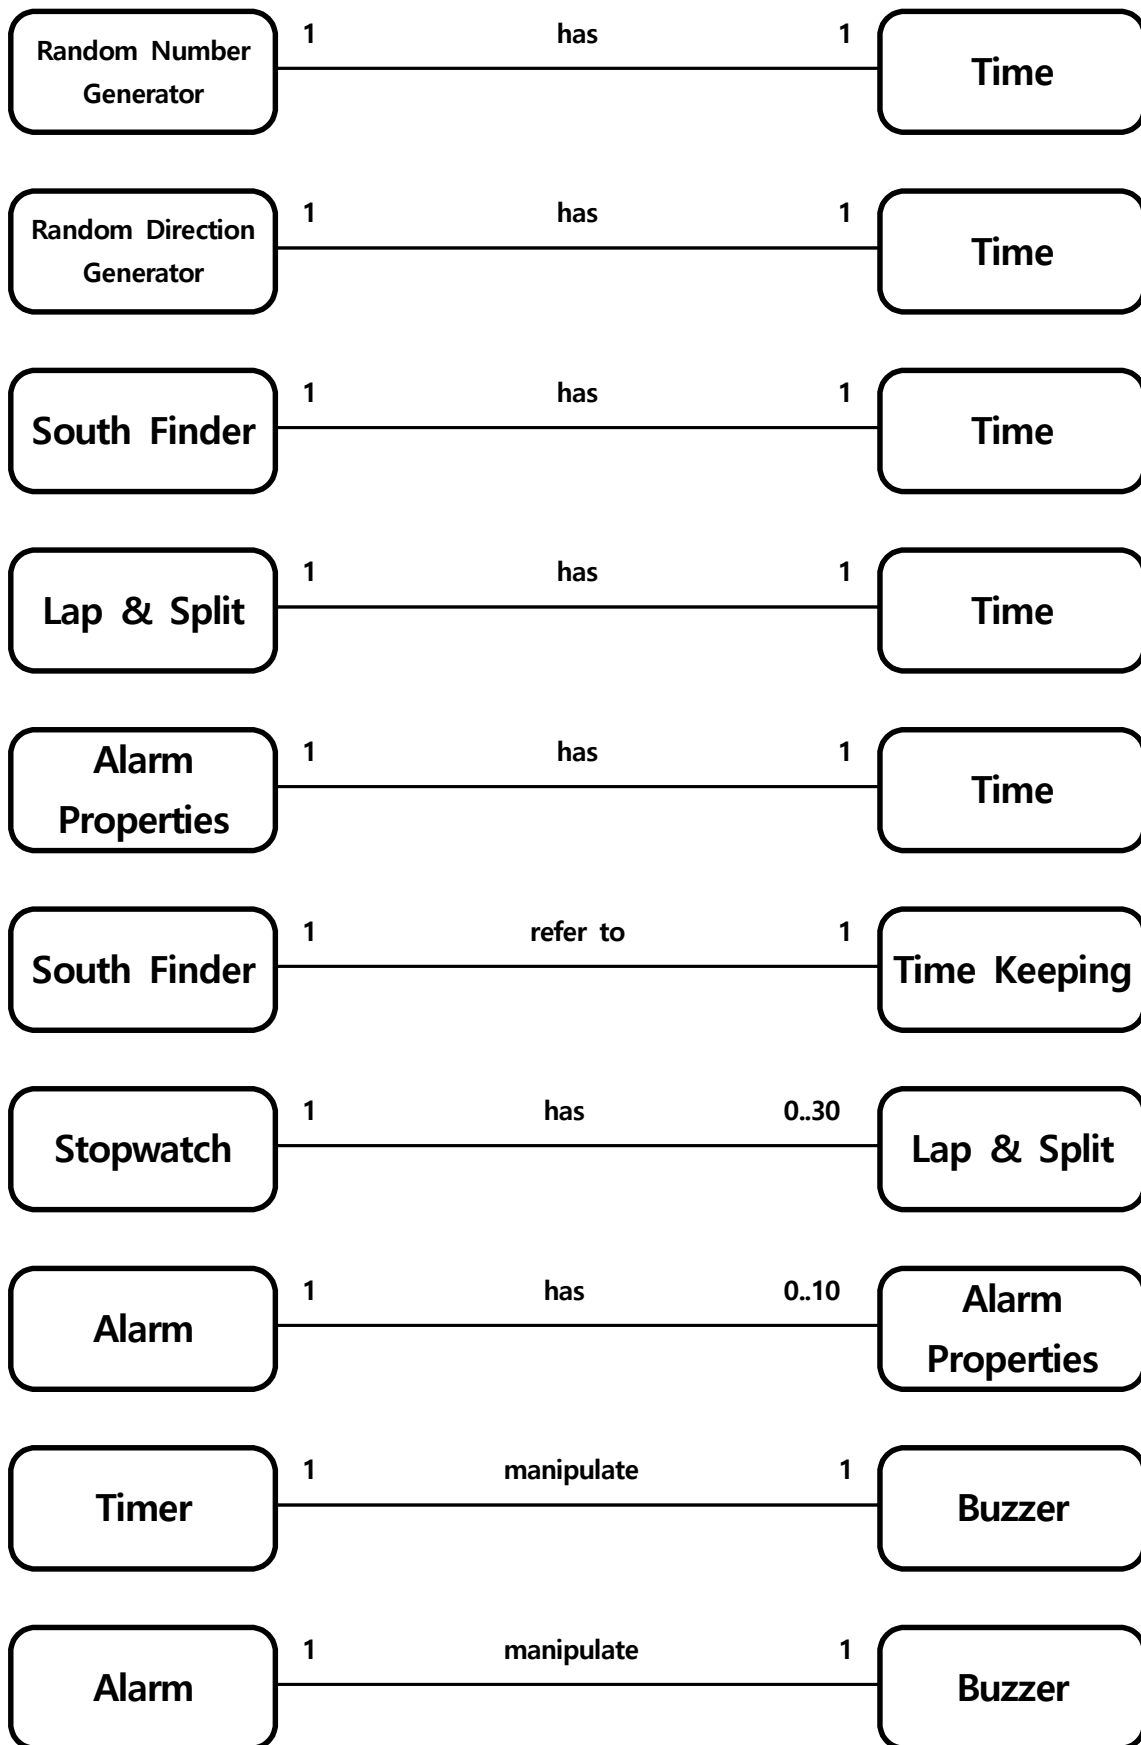 1 has 1
Random Number
Generator
Time
1 has 1
Random Direction
Generator
Time
1 has 1
South Finder
Time
1 has 1
Lap & Split
Time
1 has 1
Alarm
Properties
Time
1 refer to 1
South Finder
Time Keeping
1 has 0..30
Stopwatch
Lap & Split
1 has 0..10
Alarm
Alarm
Properties
1 manipulate 1
Timer
Buzzer
1 manipulate 1
Alarm
Buzzer